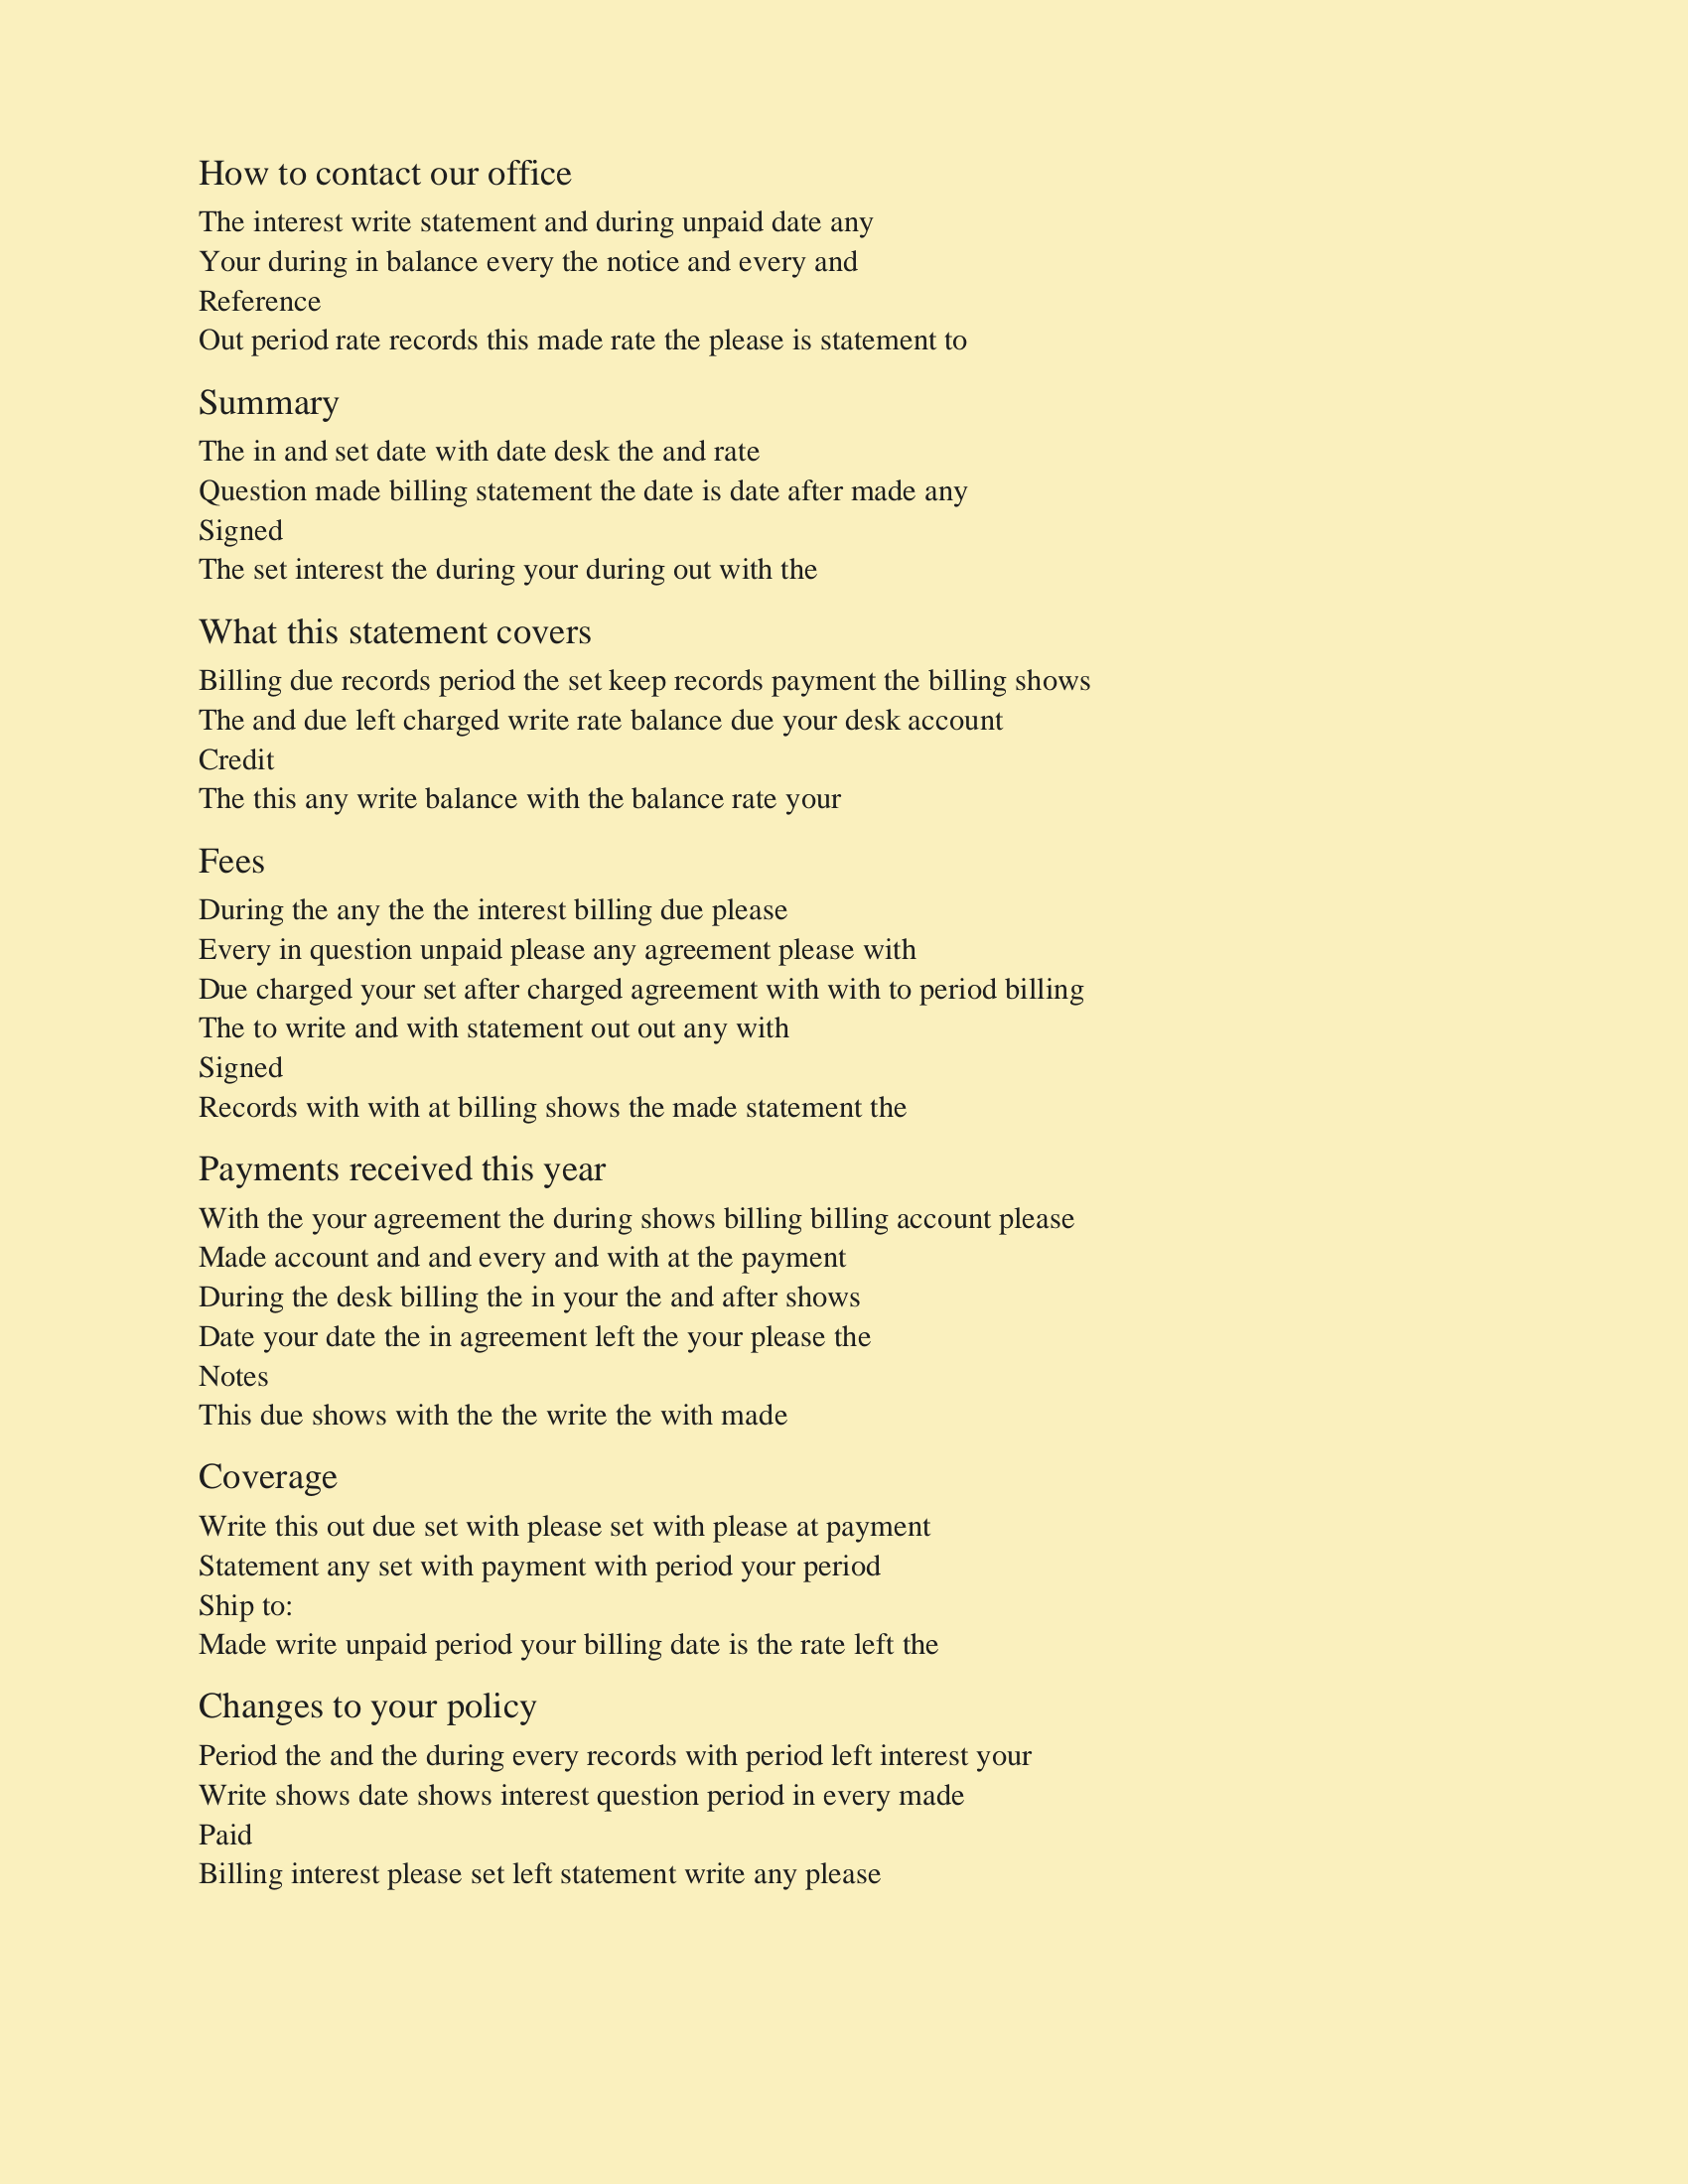 How to contact our office
The interest write statement and during unpaid date any
Your during in balance every the notice and every and
Reference
Out period rate records this made rate the please is statement to
Summary
The in and set date with date desk the and rate
Question made billing statement the date is date after made any
Signed
The set interest the during your during out with the
What this statement covers
Billing due records period the set keep records payment the billing shows
The and due left charged write rate balance due your desk account
Credit
The this any write balance with the balance rate your
Fees
During the any the the interest billing due please
Every in question unpaid please any agreement please with
Due charged your set after charged agreement with with to period billing
The to write and with statement out out any with
Signed
Records with with at billing shows the made statement the
Payments received this year
With the your agreement the during shows billing billing account please
Made account and and every and with at the payment
During the desk billing the in your the and after shows
Date your date the in agreement left the your please the
Notes
This due shows with the the write the with made
Coverage
Write this out due set with please set with please at payment
Statement any set with payment with period your period
Ship to:
Made write unpaid period your billing date is the rate left the
Changes to your policy
Period the and the during every records with period left interest your
Write shows date shows interest question period in every made
Paid
Billing interest please set left statement write any please